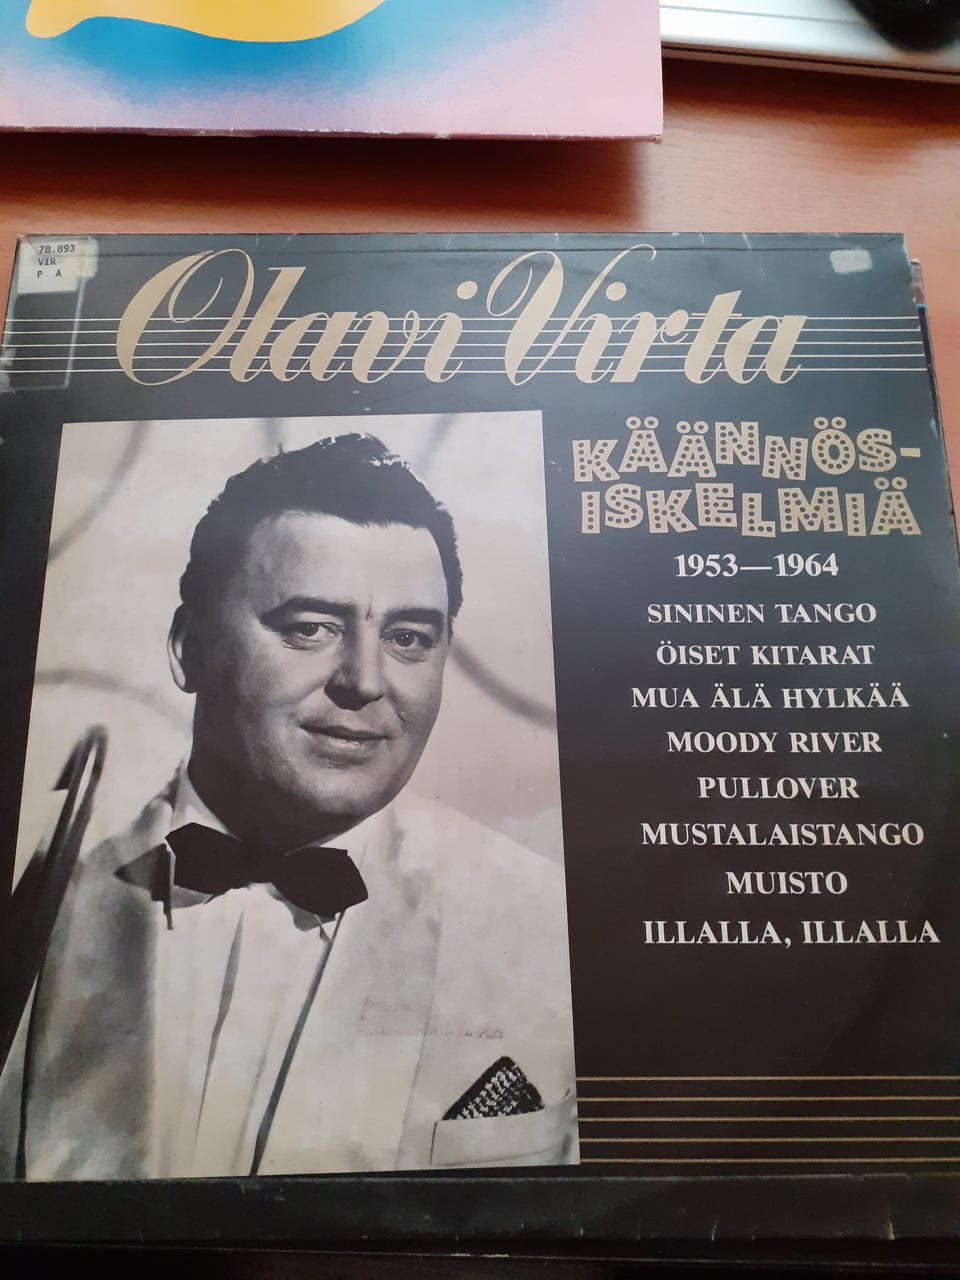 78.893
VIR
P A
Olavi Virta
KÄÄNNÖS-
ISKELMIÄ
1953—1964
SININEN TANGO
ÖISET KITARAT
MUA ÄLÄ HYLKÄÄ
MOODY RIVER
PULLOVER
MUSTALAISTANGO
MUISTO
ILLALLA, ILLALLA